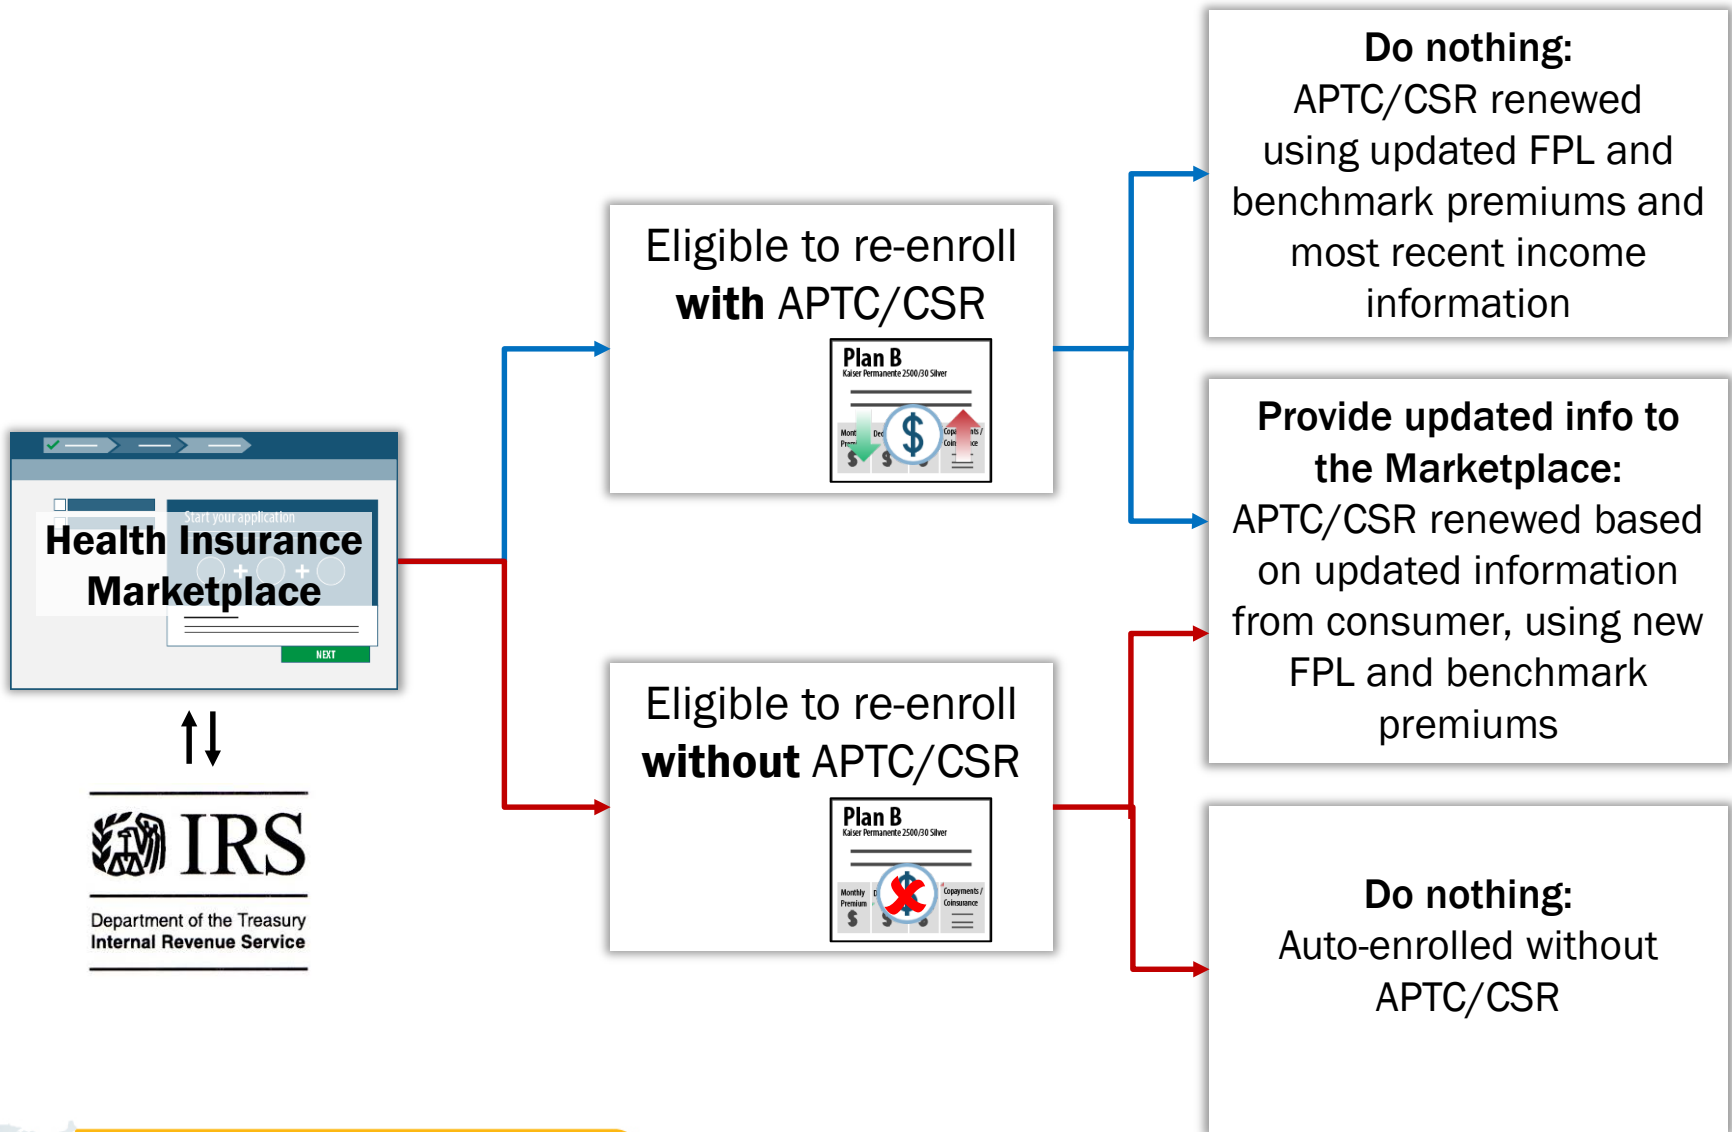 Health Insurance
Marketplace
Start your application
+ +
NEXT
IRS
Department of the Treasury
Internal Revenue Service
Eligible to re-enroll
with APTC/CSR
Plan B
Kaiser Permanente 2500/30 Silver
$
$ $
Eligible to re-enroll
without APTC/CSR
Plan B
Kaiser Permanente 2500/30 Silver
Monthly
Premium
Copayments /
Coinsurance
$ $
Do nothing:
APTC/CSR renewed
using updated FPL and
benchmark premiums and
most recent income
information
Provide updated info to
the Marketplace:
APTC/CSR renewed based
on updated information
from consumer, using new
FPL and benchmark
premiums
Do nothing:
Auto-enrolled without
APTC/CSR